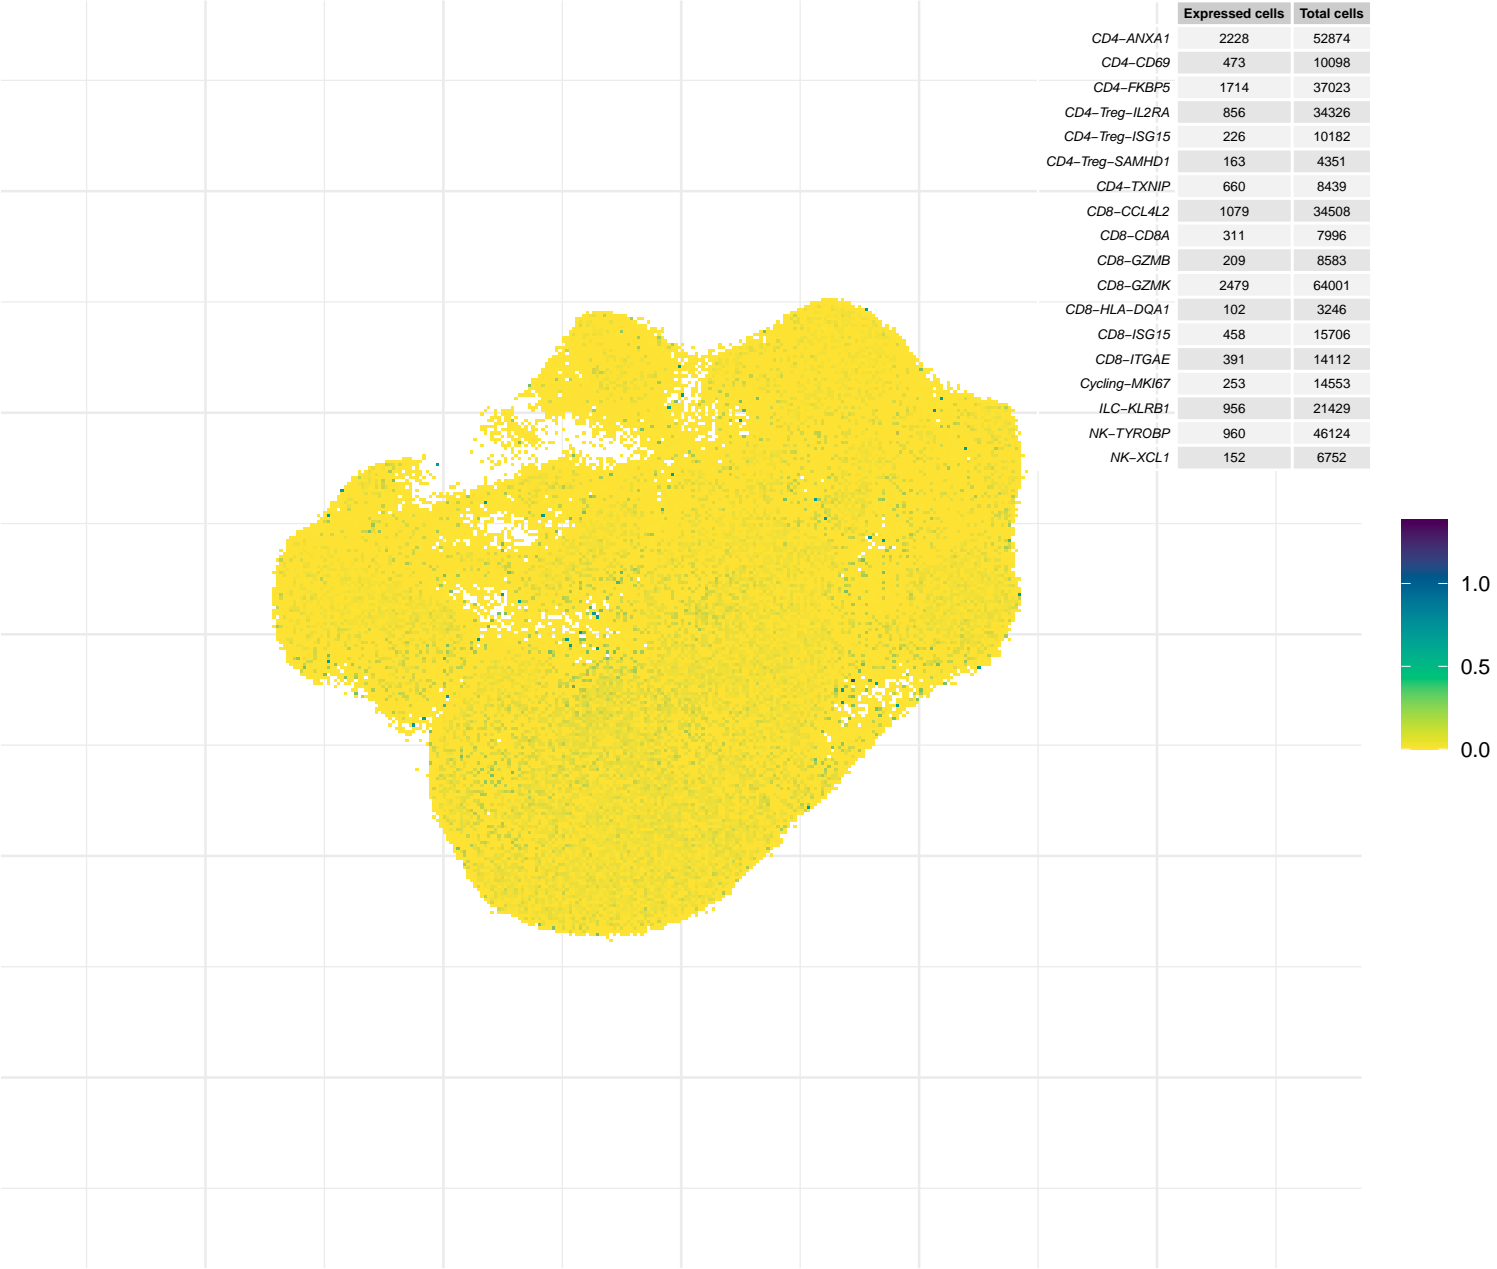 Expressed cells Total cells
CD4−ANXA1 2228 52874
CD4−CD69 473 10098
CD4−FKBP5 1714 37023
CD4−Treg−IL2RA 856 34326
CD4−Treg−ISG15 226 10182
CD4−Treg−SAMHD1 163 4351
CD4−TXNIP 660 8439
CD8−CCL4L2 1079 34508
CD8−CD8A 311 7996
CD8−GZMB 209 8583
CD8−GZMK 2479 64001
CD8−HLA−DQA1 102 3246
CD8−ISG15 458 15706
CD8−ITGAE 391 14112
Cycling−MKI67 253 14553
ILC−KLRB1 956 21429
NK−TYROBP 960 46124
NK−XCL1 152 6752
1.0
0.5
0.0